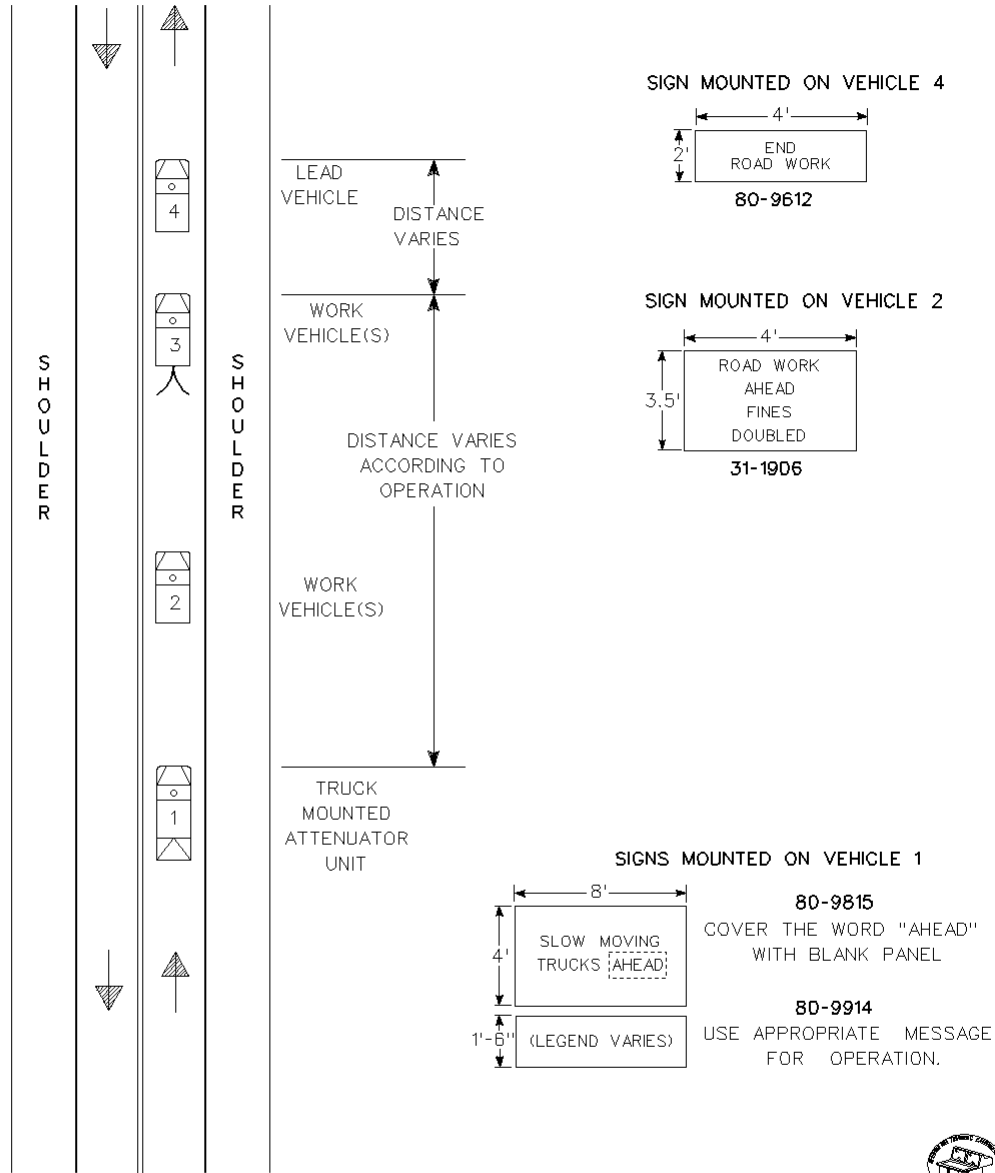 SIGN MOUNTED ON VEHICLE 4
4'
2'
END
ROAD WORK
80-9612
4
LEAD
VEHICLE
DISTANCE
VARIES
SIGN MOUNTED ON VEHICLE 2
4'
3.5'
ROAD WORK
AHEAD
FINES
DOUBLED
31-1906
3
WORK
VEHICLE(S)
SHOULDER
SHOULDER
DISTANCE VARIES
ACCORDING TO
OPERATION
2
WORK
VEHICLE(S)
1
TRUCK
MOUNTED
ATTENUATOR
UNIT
SIGNS MOUNTED ON VEHICLE 1
8'
4'
SLOW MOVING
TRUCKS AHEAD
80-9815
COVER THE WORD "AHEAD"
WITH BLANK PANEL
1'-6"
(LEGEND VARIES)
80-9914
USE APPROPRIATE MESSAGE
FOR OPERATION.